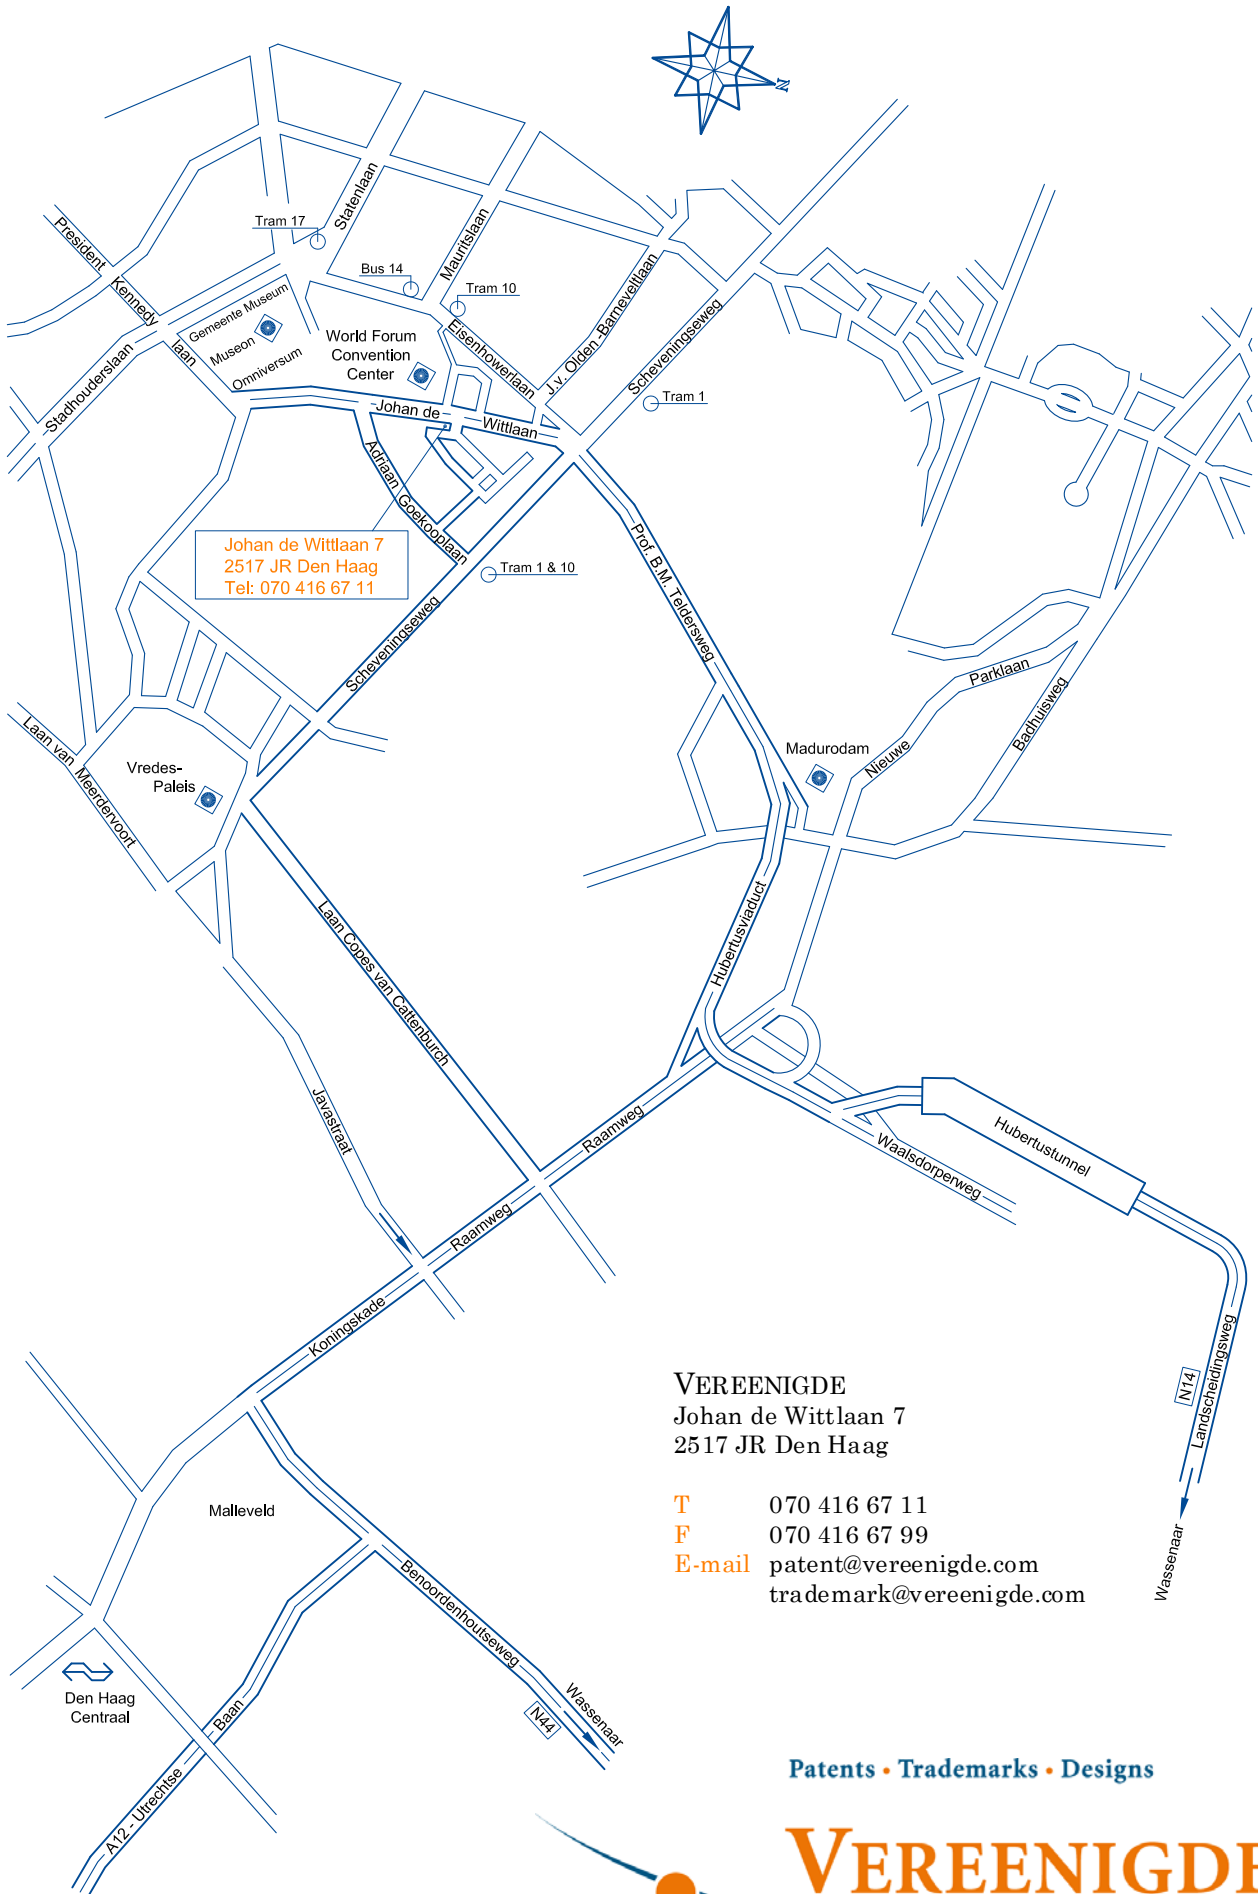 N
President
Kennedy
laan
Tram 17
Statenlaan
Bus 14
Mauritslaan
Tram 10
Gemeente Museum
Museon
Omniversum
World Forum
Convention
Center
Eisenhowerlaan
J.v. Olden -Barneveltlaan
Scheveningseweg
Tram 1
Stadhouderslaan
Johan de
Wittlaan
Adriaan
Goekooplaan
Johan de Wittlaan 7
2517 JR Den Haag
Tel: 070 416 67 11
Tram 1 & 10
Scheveningseweg
Prof. B.M. Teldersweg
Parklaan
Nieuwe
Badhuisweg
Madurodam
Laan van
Meerdervoort
Vredes-
Paleis
Laan Copes van Cattenburch
Hubertusviaduct
Javastraat
Raamweg
Raamweg
Waalsdorperweg
Hubertustunnel
Koningskade
N14
Landscheidingsweg
Wassenaar
VEREENIGDE
Johan de Wittlaan 7
2517 JR Den Haag
T 070 416 67 11
F 070 416 67 99
E-mail patent@vereenigde.com
trademark@vereenigde.com
Malleveld
Benoordenhoutseweg
Wassenaar
N44
Den Haag
Centraal
Baan
A12 - Utrechtse
Patents • Trademarks • Designs
VEREENIGDE